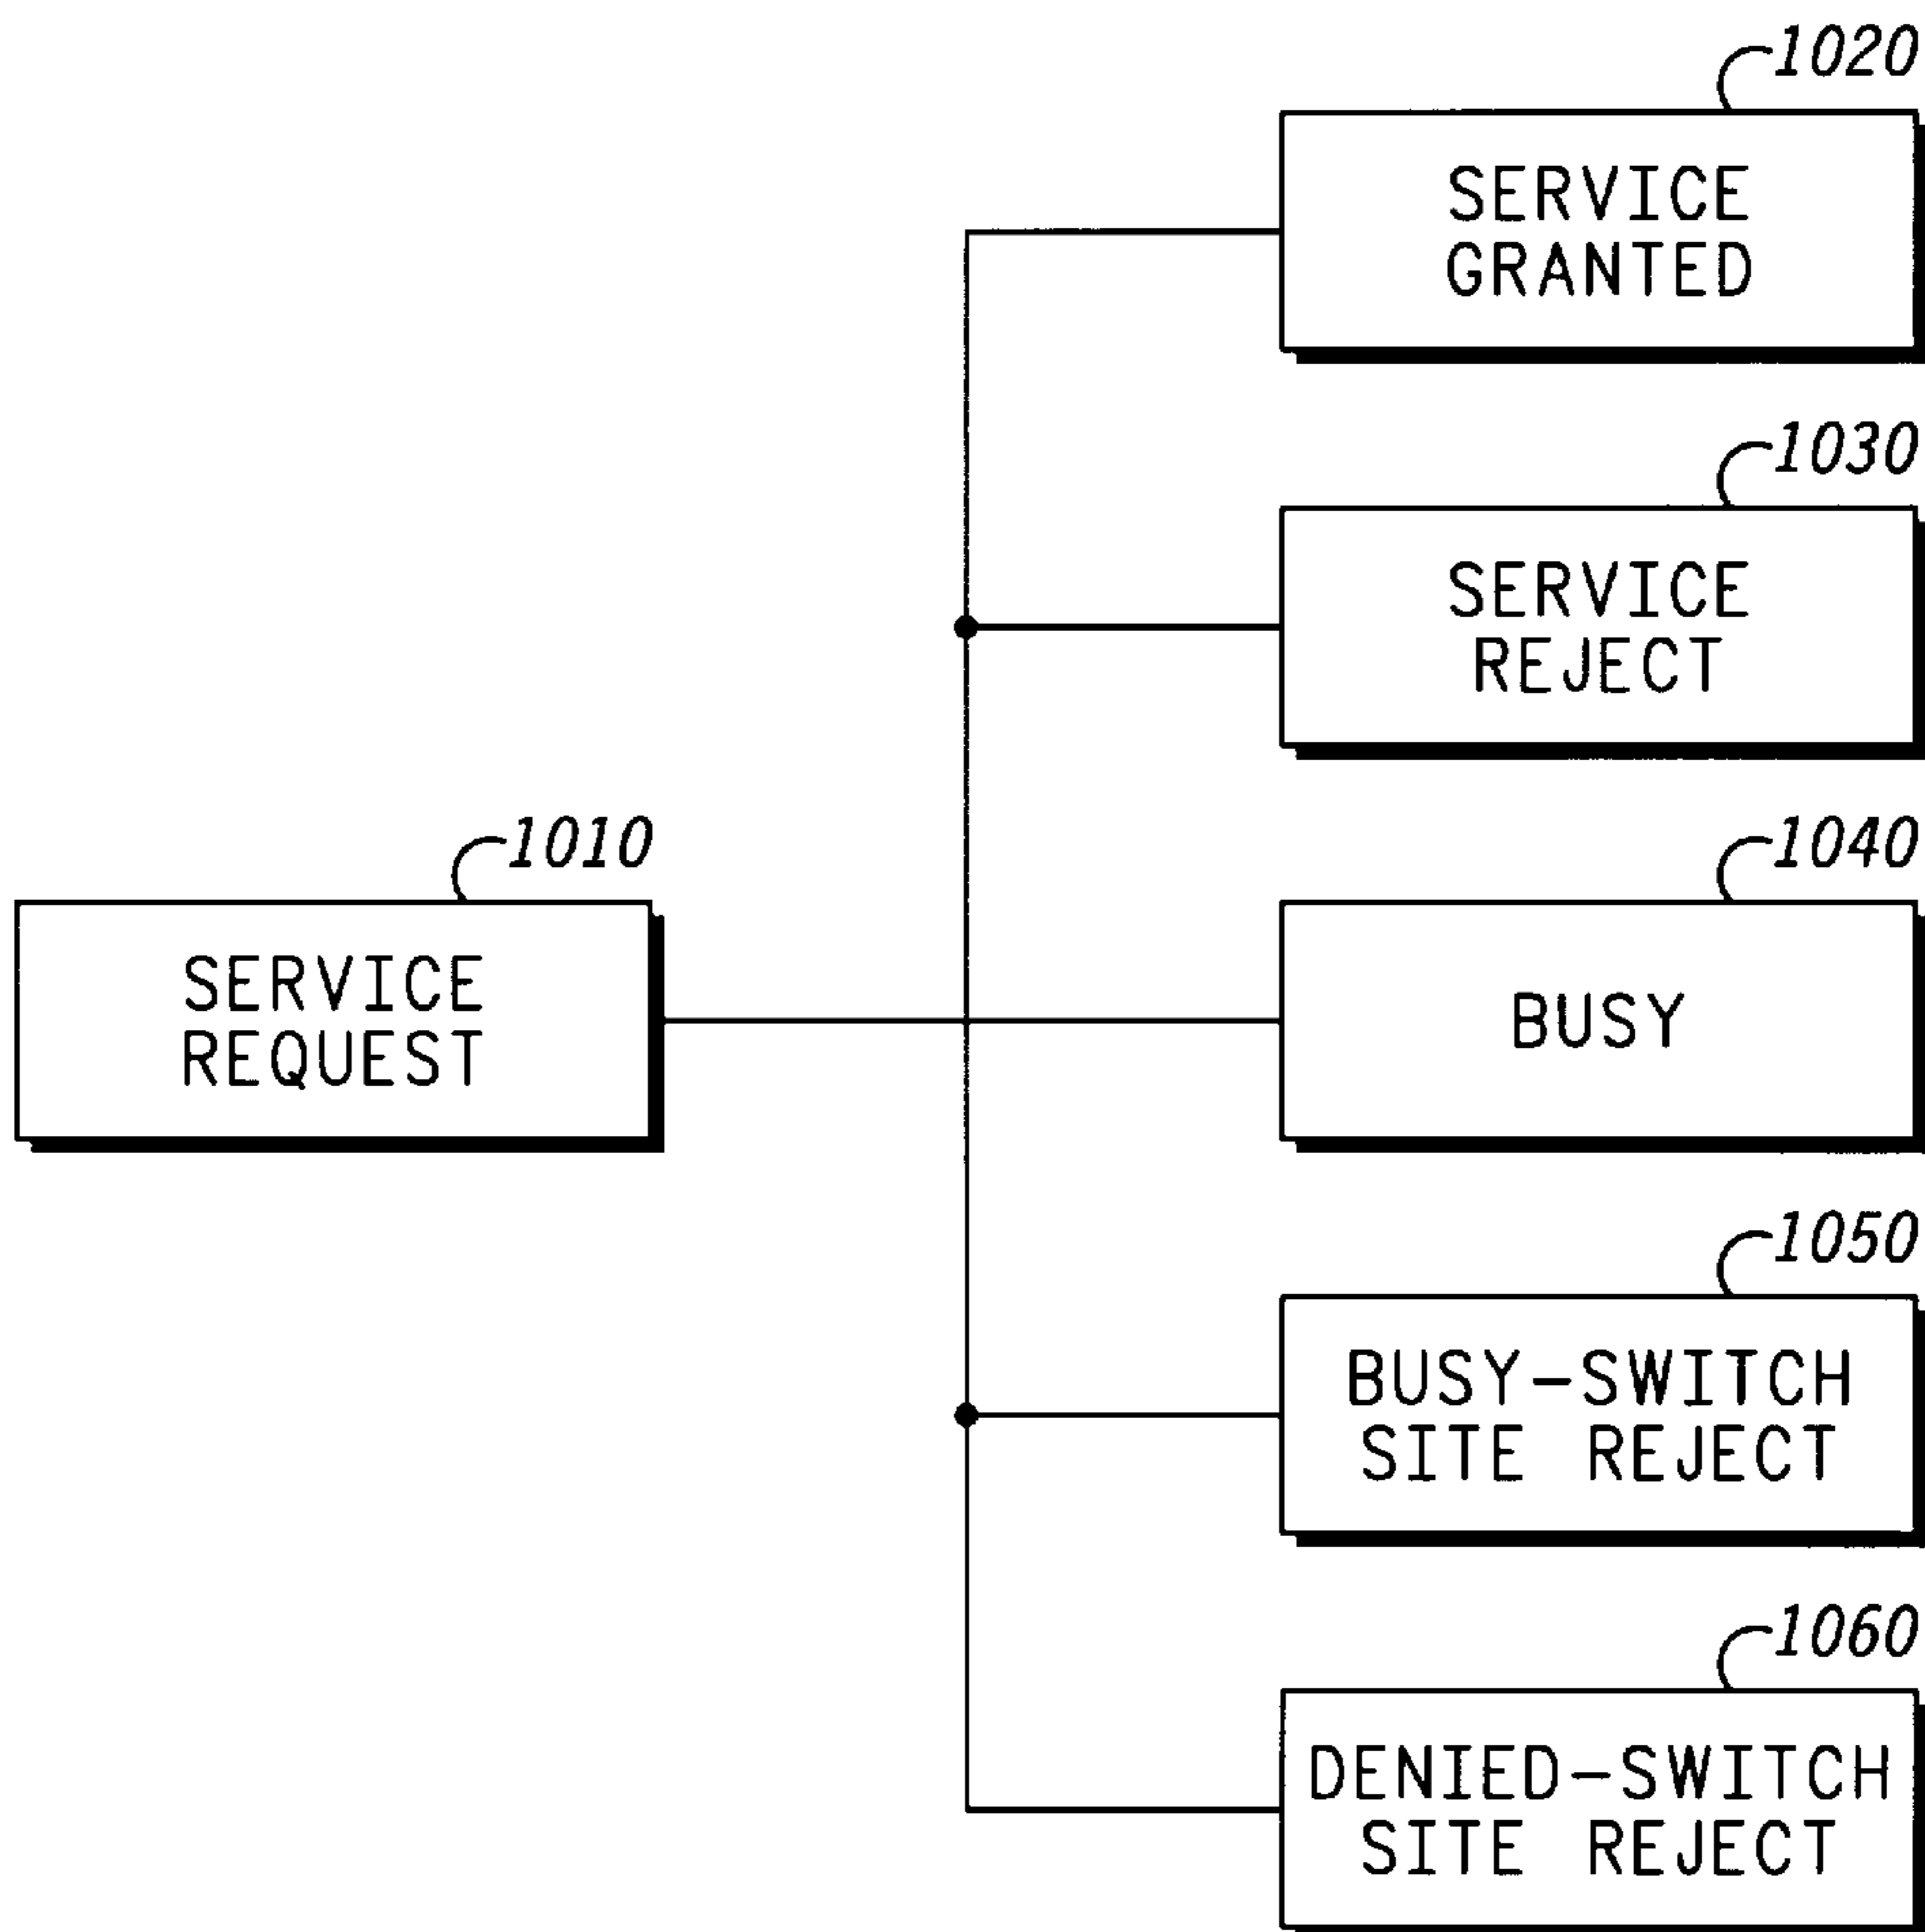 1020
SERVICE
GRANTED
1030
SERVICE
REJECT
1010
SERVICE
REQUEST
1040
BUSY
1050
BUSY-SWITCH
SITE REJECT
1060
DENIED-SWITCH
SITE REJECT